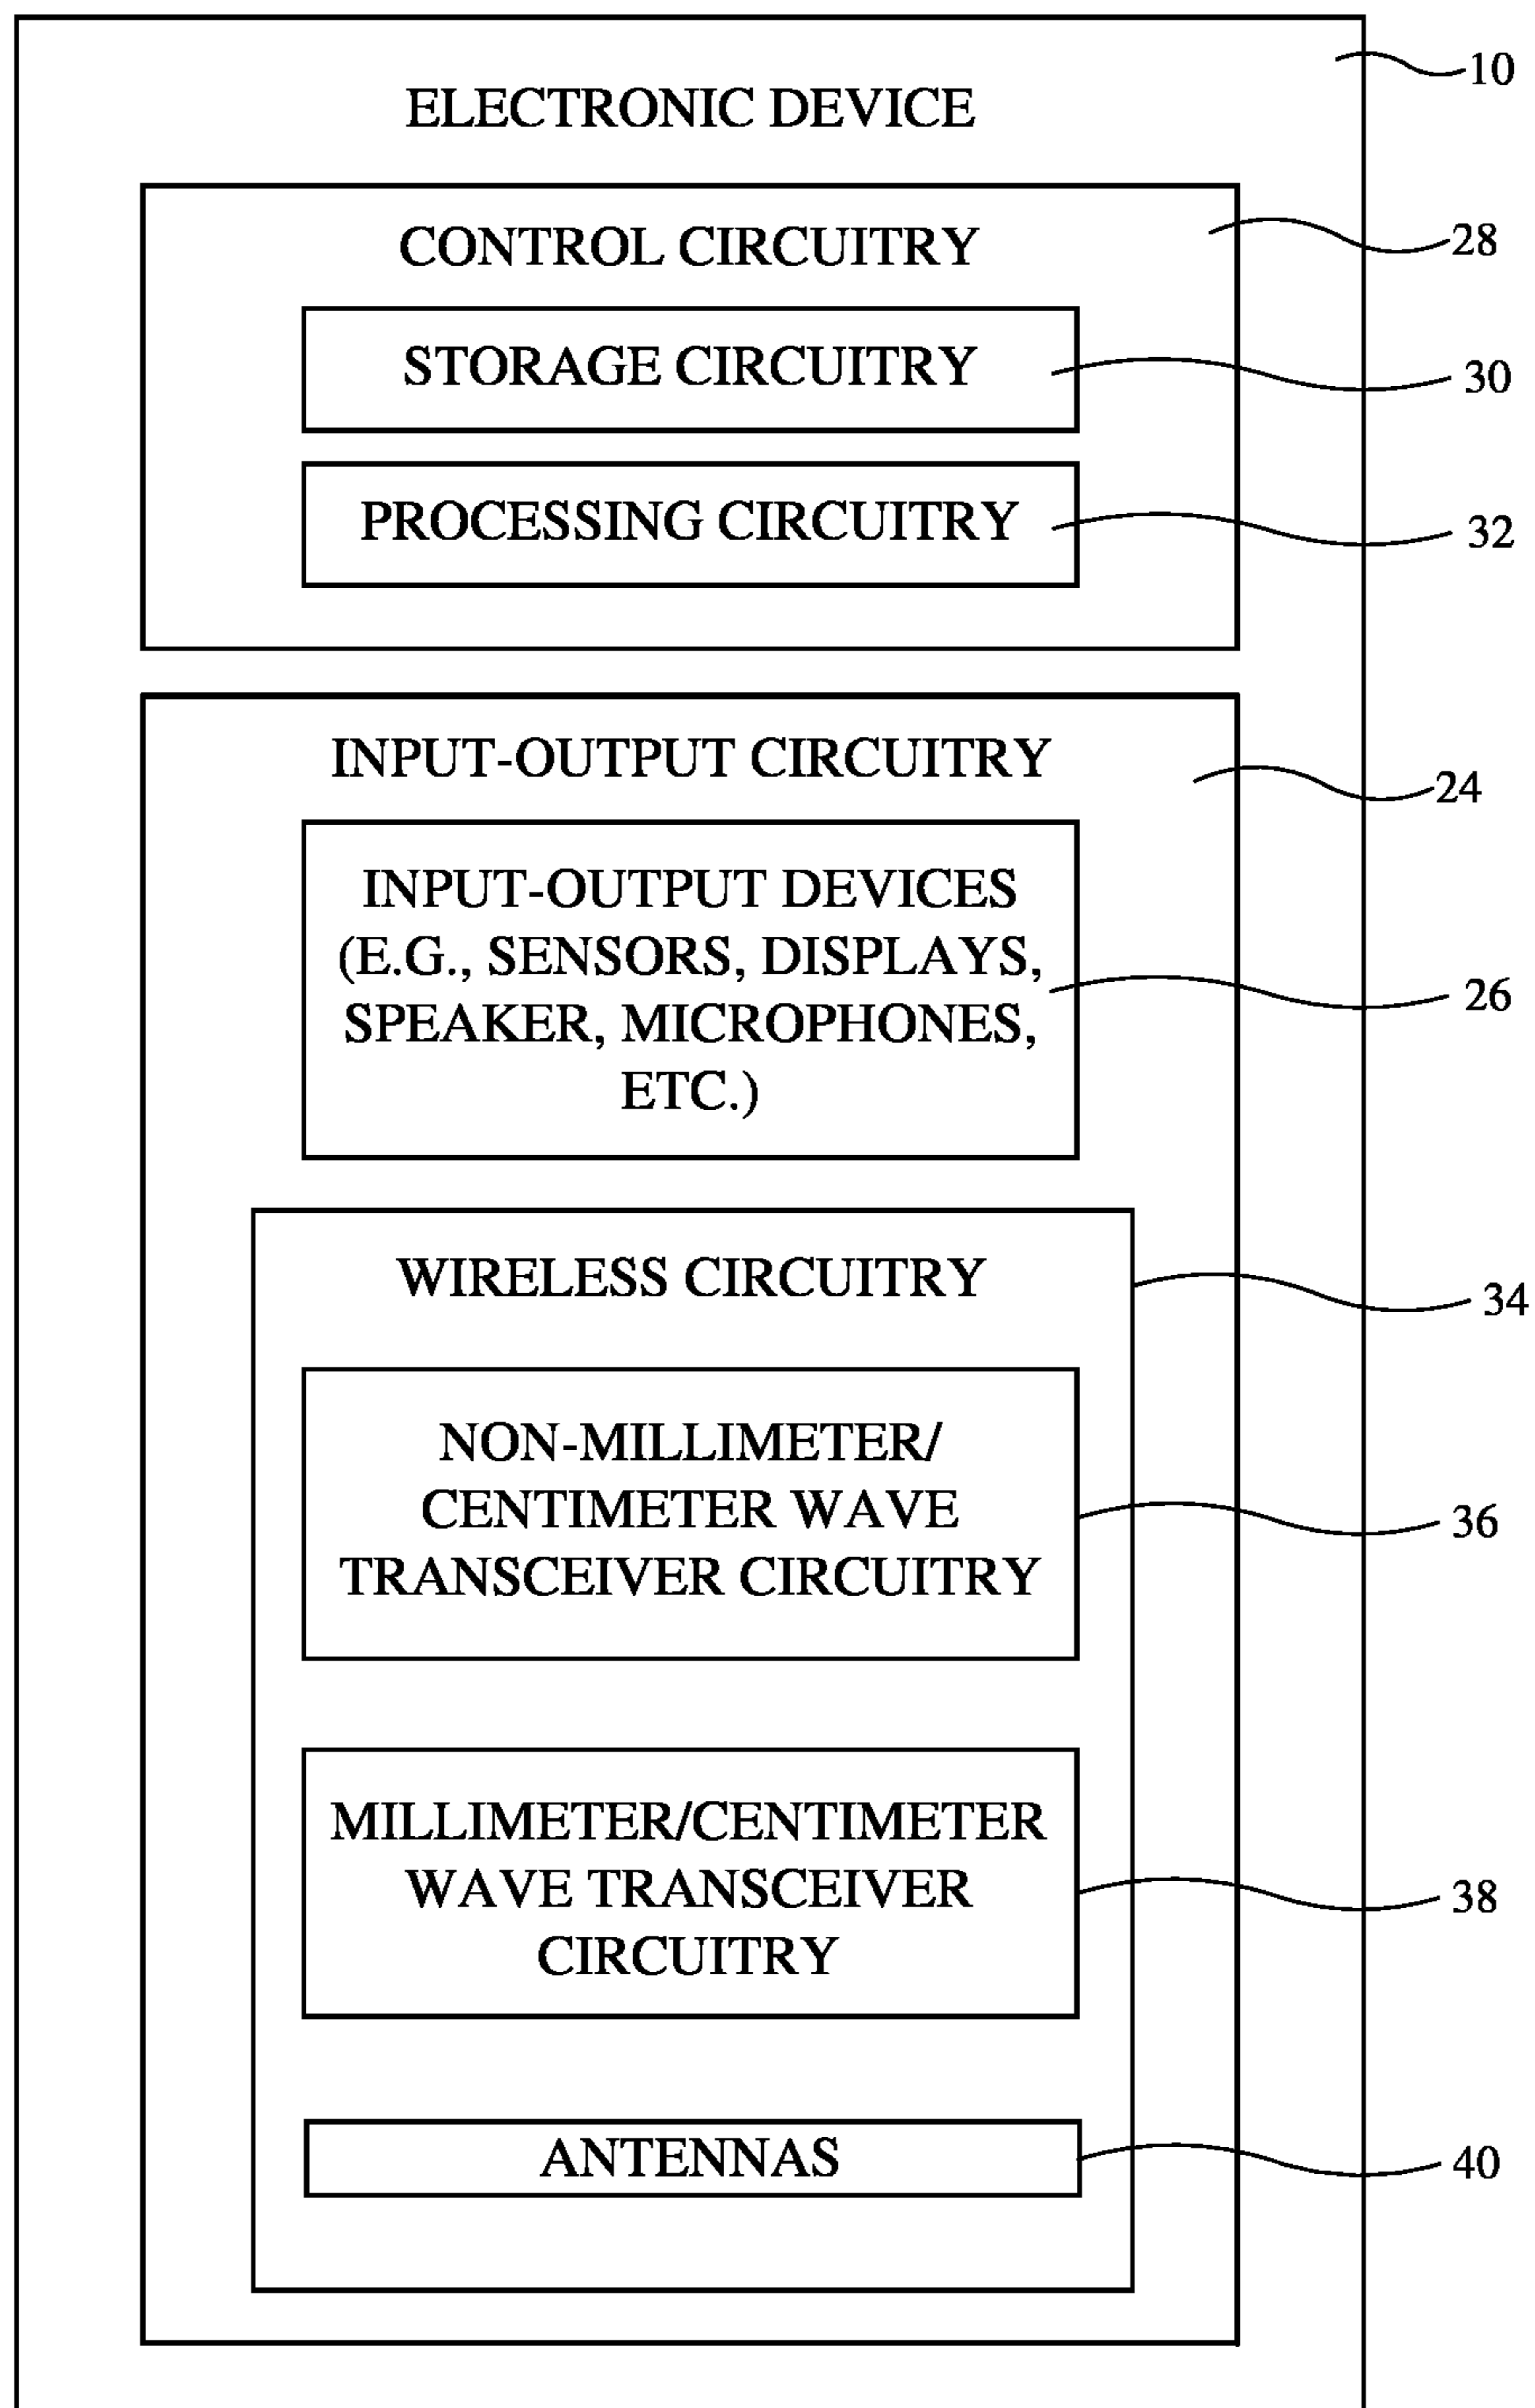 10
ELECTRONIC DEVICE
CONTROL CIRCUITRY
28
STORAGE CIRCUITRY
30
PROCESSING CIRCUITRY
32
INPUT-OUTPUT CIRCUITRY
24
INPUT-OUTPUT DEVICES
(E.G., SENSORS, DISPLAYS,
SPEAKER, MICROPHONES,
ETC.)
26
WIRELESS CIRCUITRY
34
NON-MILLIMETER/
CENTIMETER WAVE
TRANSCEIVER CIRCUITRY
36
MILLIMETER/CENTIMETER
WAVE TRANSCEIVER
CIRCUITRY
38
ANTENNAS
40